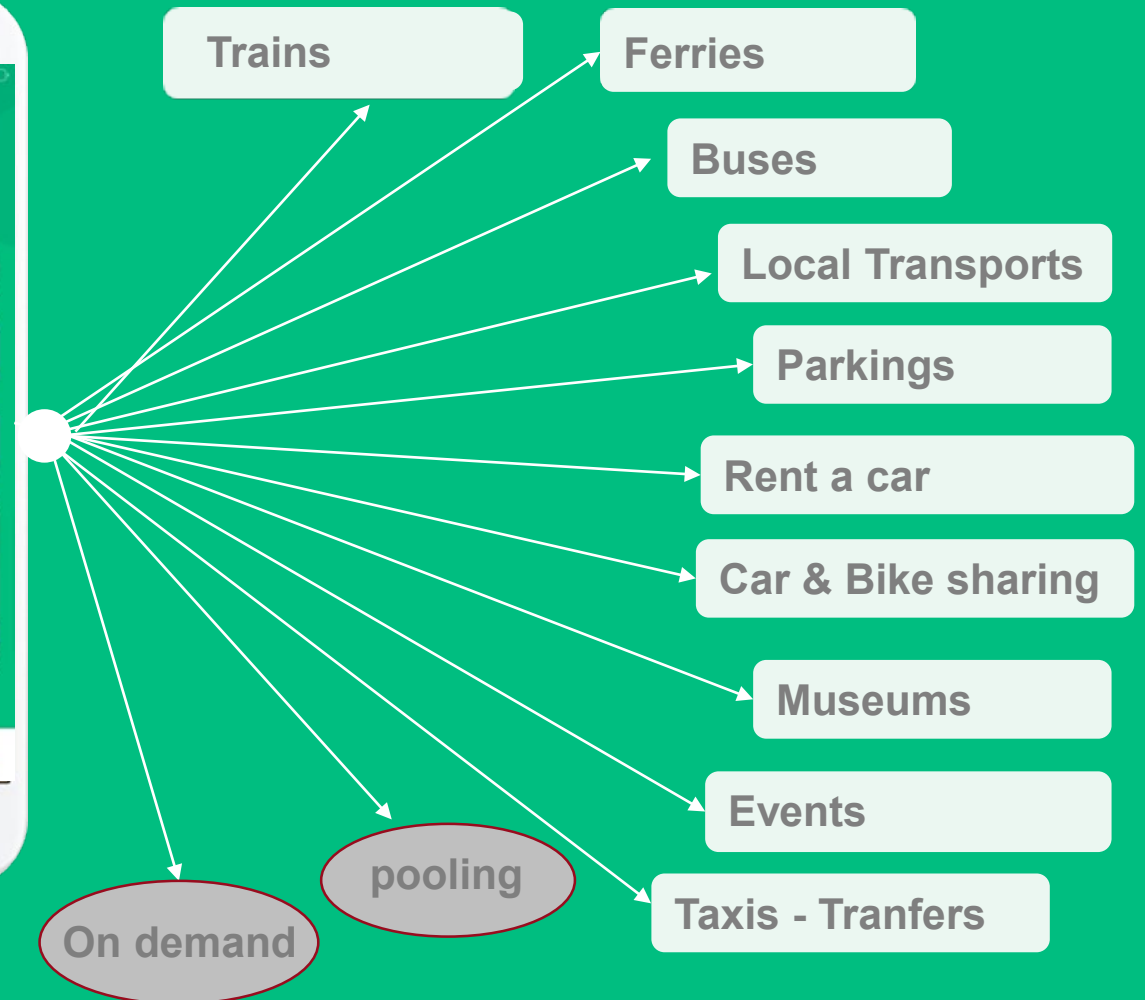 Trains
Ferries
Buses
Local Transports
Parkings
Rent a car
Car & Bike sharing
Museums
Events
pooling
Taxis - Tranfers
On demand